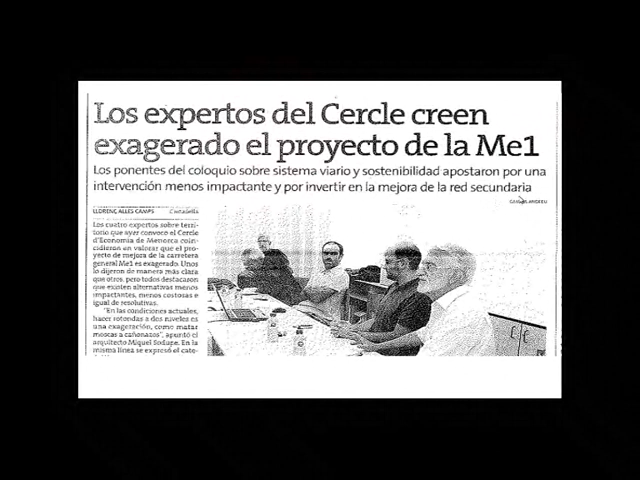 Los expertos del Cercle creen
exagerado el proyecto de la Me1
Los ponentes del coloquio sobre sistema viario y sostenibilidad apostaron por una
intervención menos impactante y por invertir en la mejora de la red secundaria
LLORENÇ ALLÉS CAMPS Ciutadella
Los cuatro expertos sobre terri-
torio que ayer convocó el Cercle
d'Economia de Menorca coin-
cidieron en valorar que el pro-
yecto de mejora de la carretera
general Me1 es exagerado. Unos
lo dijeron de manera más clara
que otros, pero todos destacaron
que existen alternativas menos
impactantes, menos costosas e
igual de resolutivas.
"En las condiciones actuales,
hacer rotondas a dos niveles es
una exageración, como matar
moscas a cañonazos", apuntó el
arquitecto Miquel
En la
misma línea se expresó el cate-